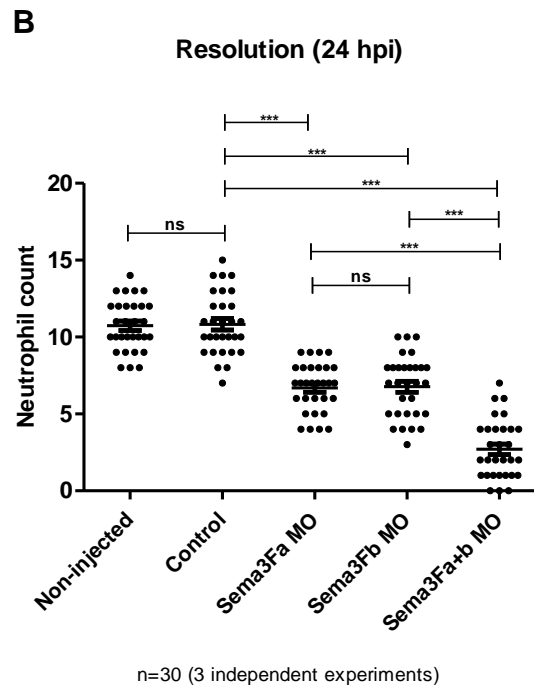 B
Resolution (24 hpi)
***
***
***
***
***
ns
ns
Neutrophil count
20
15
10
5
0
Non-injected
Control
Sema3Fa MO
Sema3Fb MO
Sema3Fa+b MO
n=30 (3 independent experiments)